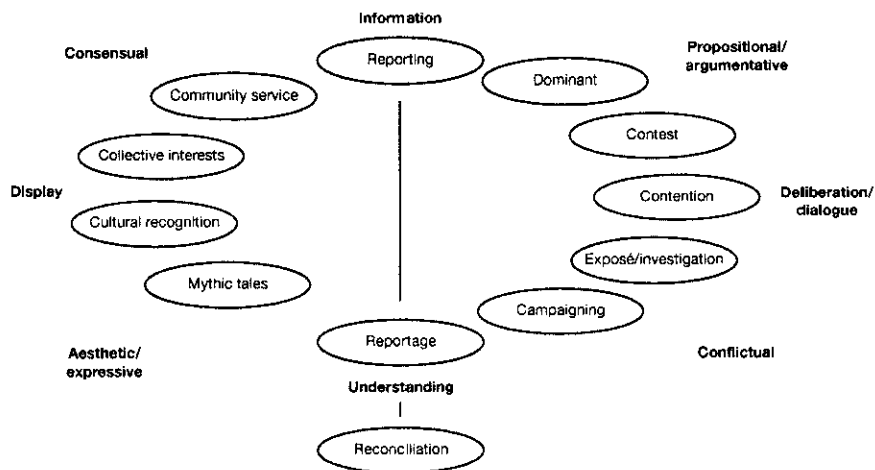 Information
Consensual
Reporting
Propositional/
argumentative
Dominant
Community service
Contest
Collective interests
Display
Contention
Deliberation/
dialogue
Cultural recognition
Exposé/investigation
Mythic tales
Campaigning
Reportage
Aesthetic/
expressive
Conflictual
Understanding
Reconciliation